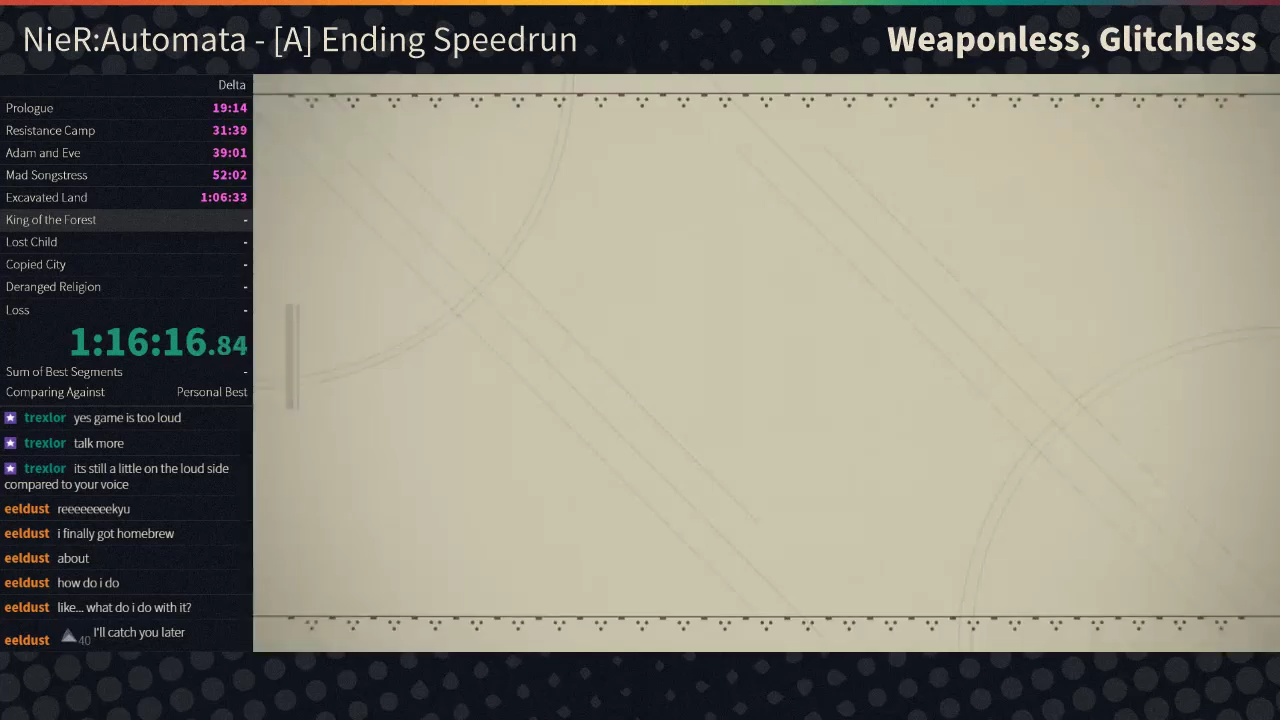 NieR:Automata - [A] Ending Speedrun
Weaponless, Glitchless
Delta
Prologue 19:14
Resistance Camp 31:39
Adam and Eve 39:01
Mad Songstress 52:02
Excavated Land 1:06:33
King of the Forest -
Lost Child -
Copied City -
Deranged Religion -
Loss -
1:16:16.84
Sum of Best Segments -
Comparing Against Personal Best
trexlor yes game is too loud
trexlor talk more
trexlor its still a little on the loud side
compared to your voice
eeldust reeeeeeeekyu
eeldust i finally got homebrew
eeldust about
eeldust how do i do
eeldust like... what do i do with it?
eeldust 40 I'll catch you later